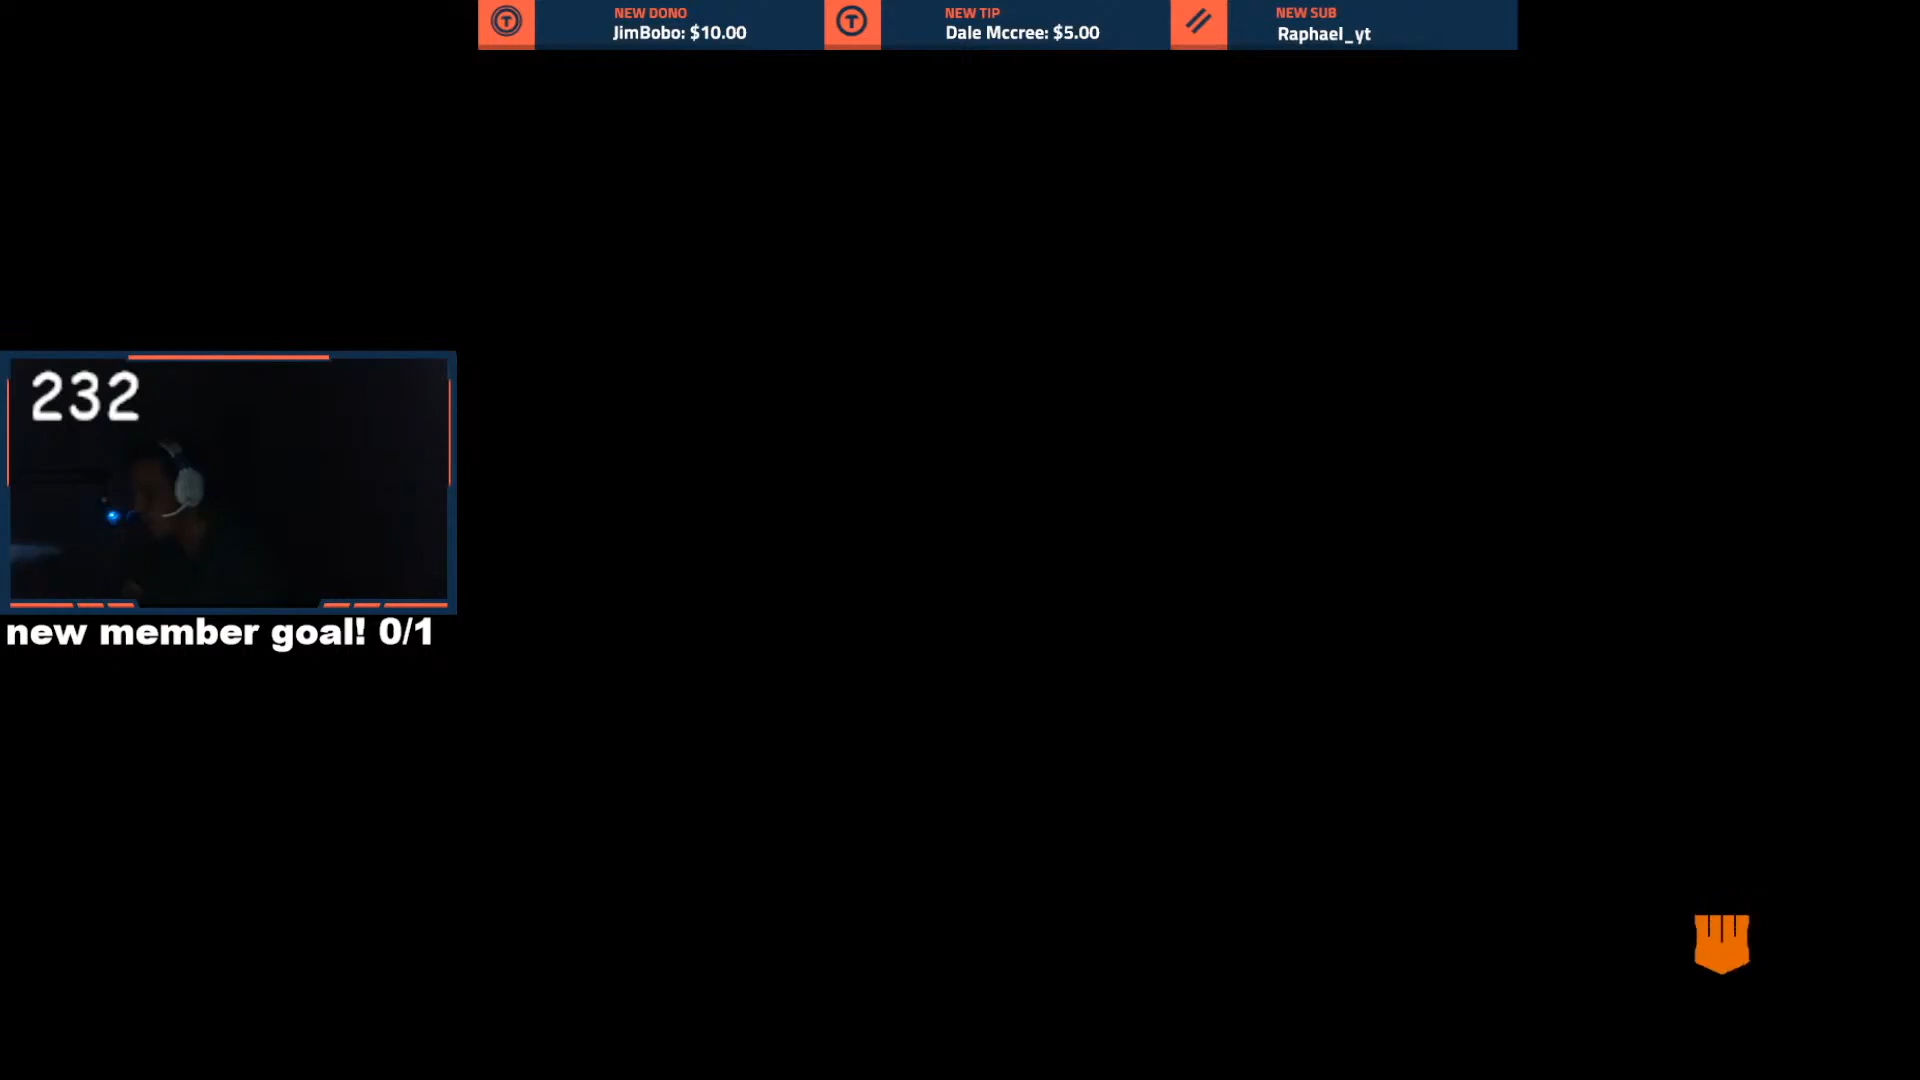 NEW DONO
JimBobo: $10.00
NEW TIP
Dale Mccree: $5.00
NEW SUB
Raphael_yt
232
new member goal! 0/1